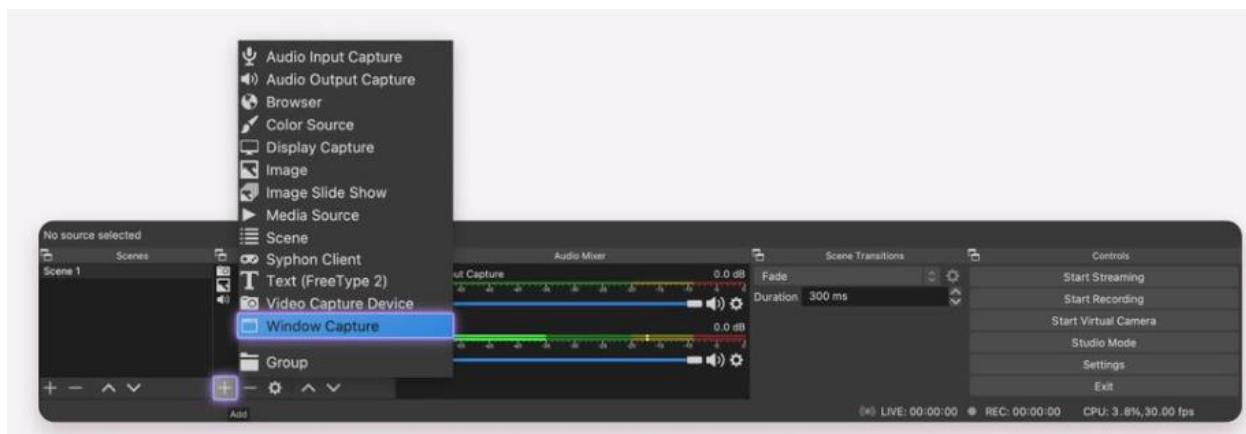 Audio Input Capture
Audio Output Capture
Browser
Color Source
Display Capture
Image
Image Slide Show
Media Source
Scene
Syphon Client
Text (FreeType 2)
Video Capture Device
Window Capture
Group
No source selected
Scenes
Scene 1
Add
Audio Mixer
ut Capture
0.0 dB
0.0 dB
Scene Transitions
Fade
Duration 300 ms
Controls
Start Streaming
Start Recording
Start Virtual Camera
Studio Mode
Settings
Exit
LIVE: 00:00:00 REC: 00:00:00 CPU: 3.8%,30.00 fps